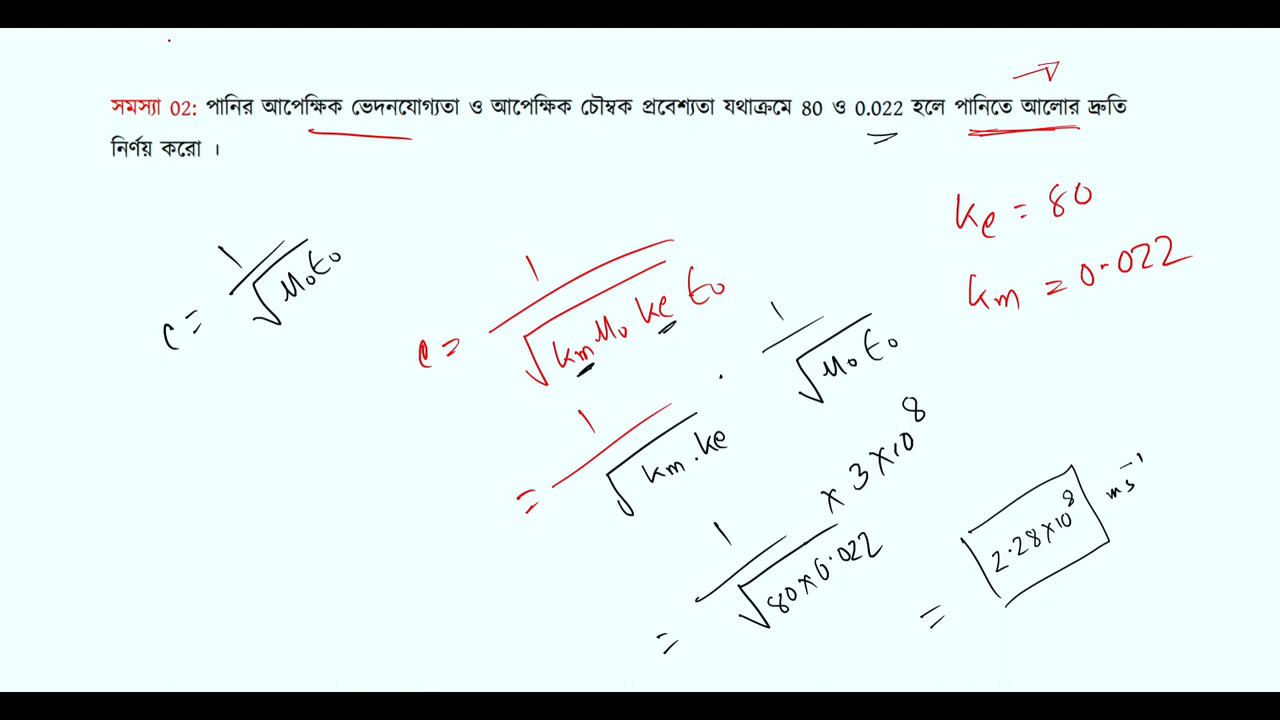 সমস্যা 02: পানির আপেক্ষিক ভেদনযোগ্যতা ও আপেক্ষিক চৌম্বক প্রবেশ্যতা যথাক্রমে 80 ও 0.022 হলে পানিতে আলোর দ্রুতি
নির্ণয় করো ।
ke = 80
km = 0.022
c = 1/√μ₀ε₀
c = 1/√km μ₀ ke ε₀
= 1/√km . ke . 1/√μ₀ε₀
= 1/√80×0.022 × 3×10⁸
= 2.28×10⁸ ms⁻¹